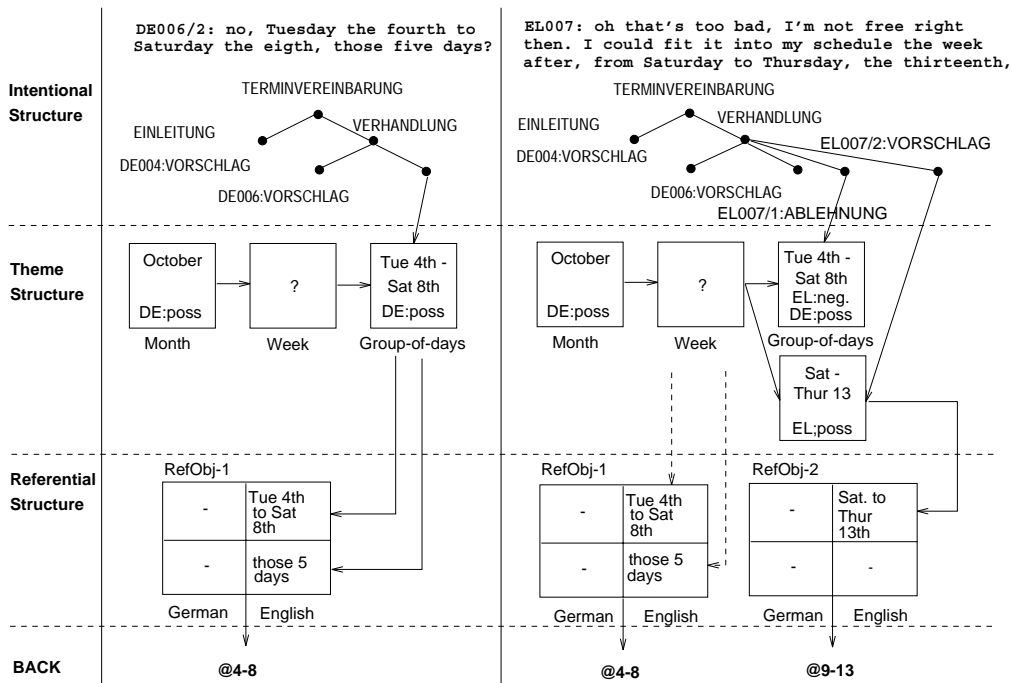 DE006/2: no, Tuesday the fourth to
Saturday the eigth, those five days?
EL007: oh that's too bad, I'm not free right
then. I could fit it into my schedule the week
after, from Saturday to Thursday, the thirteenth,
Intentional
Structure
TERMINVEREINBARUNG
EINLEITUNG
VERHANDLUNG
DE004:VORSCHLAG
DE006:VORSCHLAG
TERMINVEREINBARUNG
EINLEITUNG
VERHANDLUNG
EL007/2:VORSCHLAG
DE004:VORSCHLAG
DE006:VORSCHLAG
EL007/1:ABLEHNUNG
Theme
Structure
October
DE:poss
Month
?
Week
Tue 4th -
Sat 8th
DE:poss
Group-of-days
October
DE:poss
Month
?
Week
Tue 4th -
Sat 8th
EL:neg.
DE:poss
Group-of-days
Sat -
Thur 13
EL;poss
Referential
Structure
RefObj-1
-
Tue 4th
to Sat
8th
-
those 5
days
German
English
RefObj-1
-
Tue 4th
to Sat
8th
-
those 5
days
German
English
RefObj-2
-
Sat. to
Thur
13th
-
-
German
English
BACK
@4-8
@4-8
@9-13